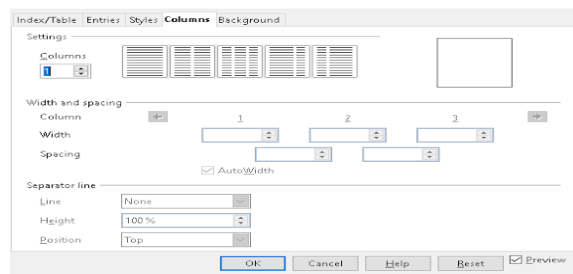 Index/Table Entries Styles Columns Background
Settings
Columns
1
Width and spacing
Column 1 2 3
Width
Spacing
AutoWidth
Separator line
Line None
Height 100 %
Position Top
OK Cancel Help Reset Preview